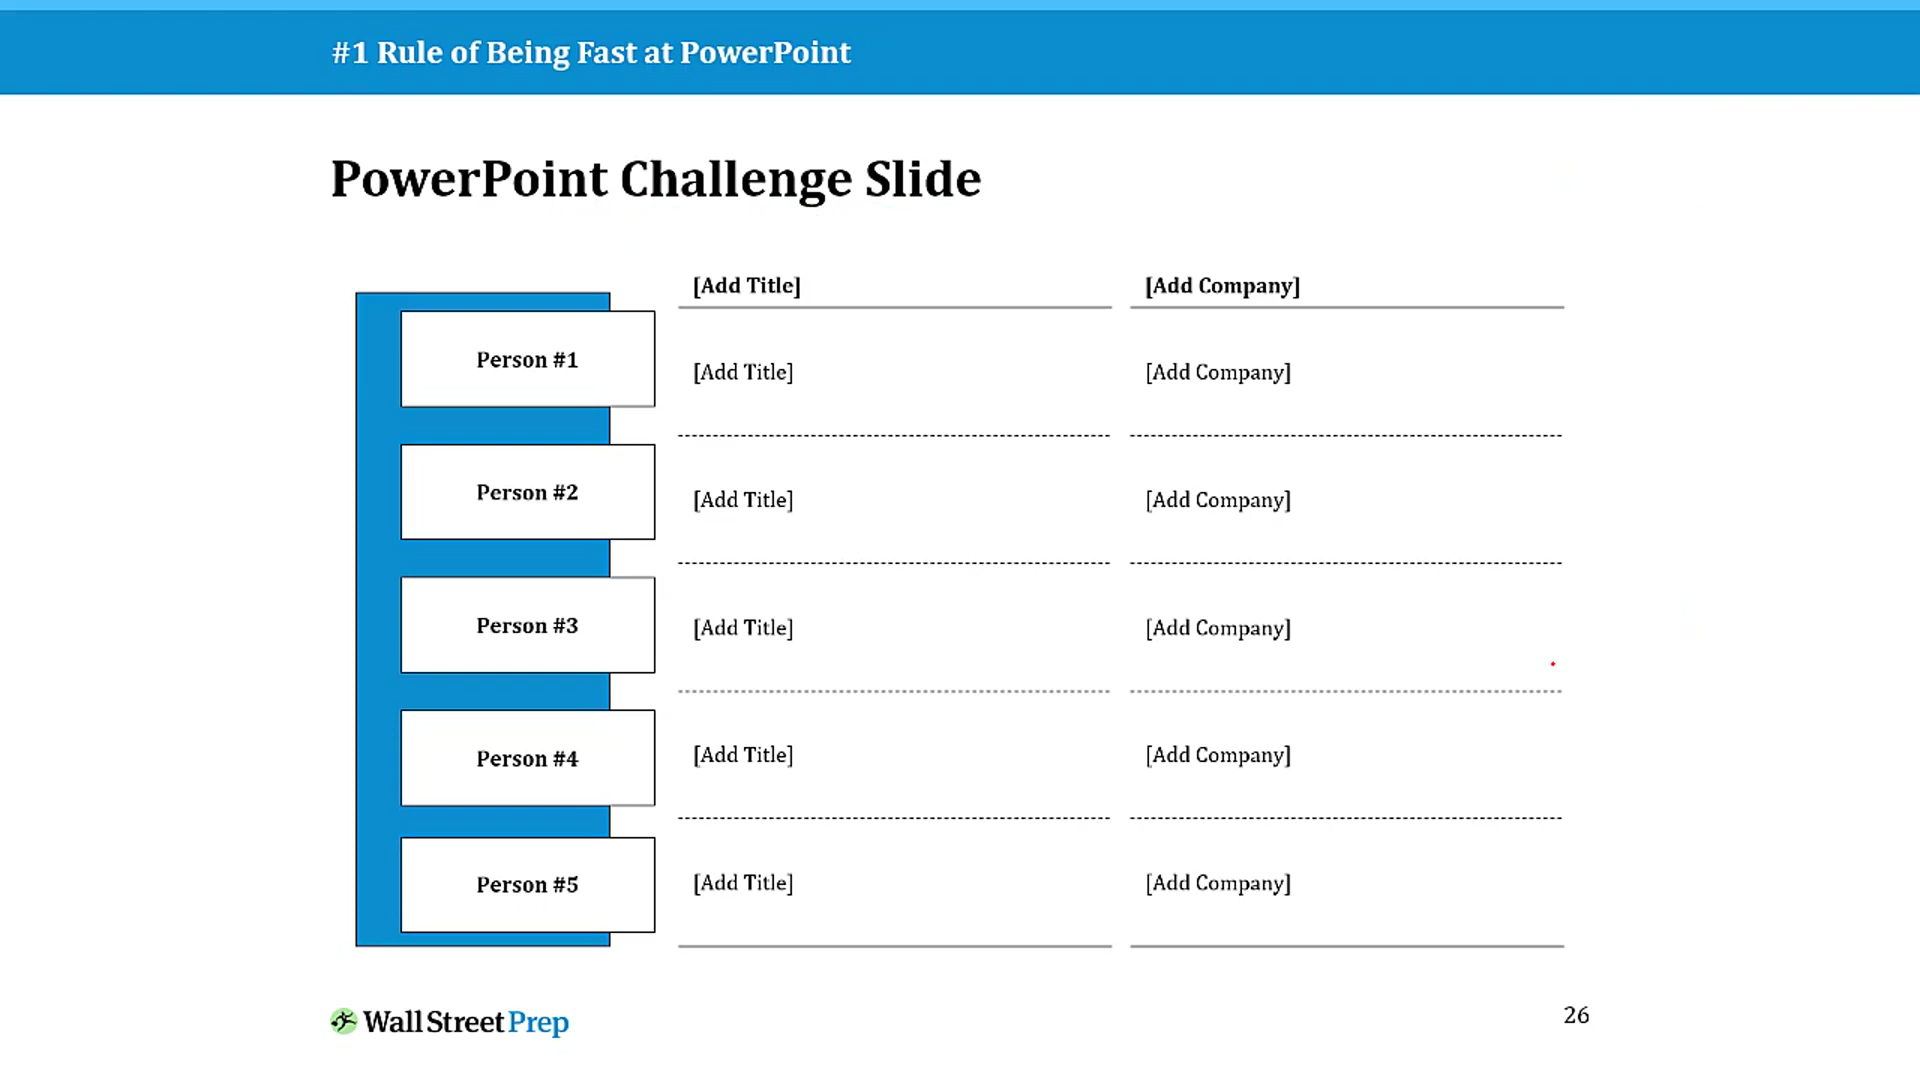 #1 Rule of Being Fast at PowerPoint
PowerPoint Challenge Slide
[Add Title] [Add Company]
Person #1 [Add Title] [Add Company]
Person #2 [Add Title] [Add Company]
Person #3 [Add Title] [Add Company]
Person #4 [Add Title] [Add Company]
Person #5 [Add Title] [Add Company]
Wall Street Prep 26